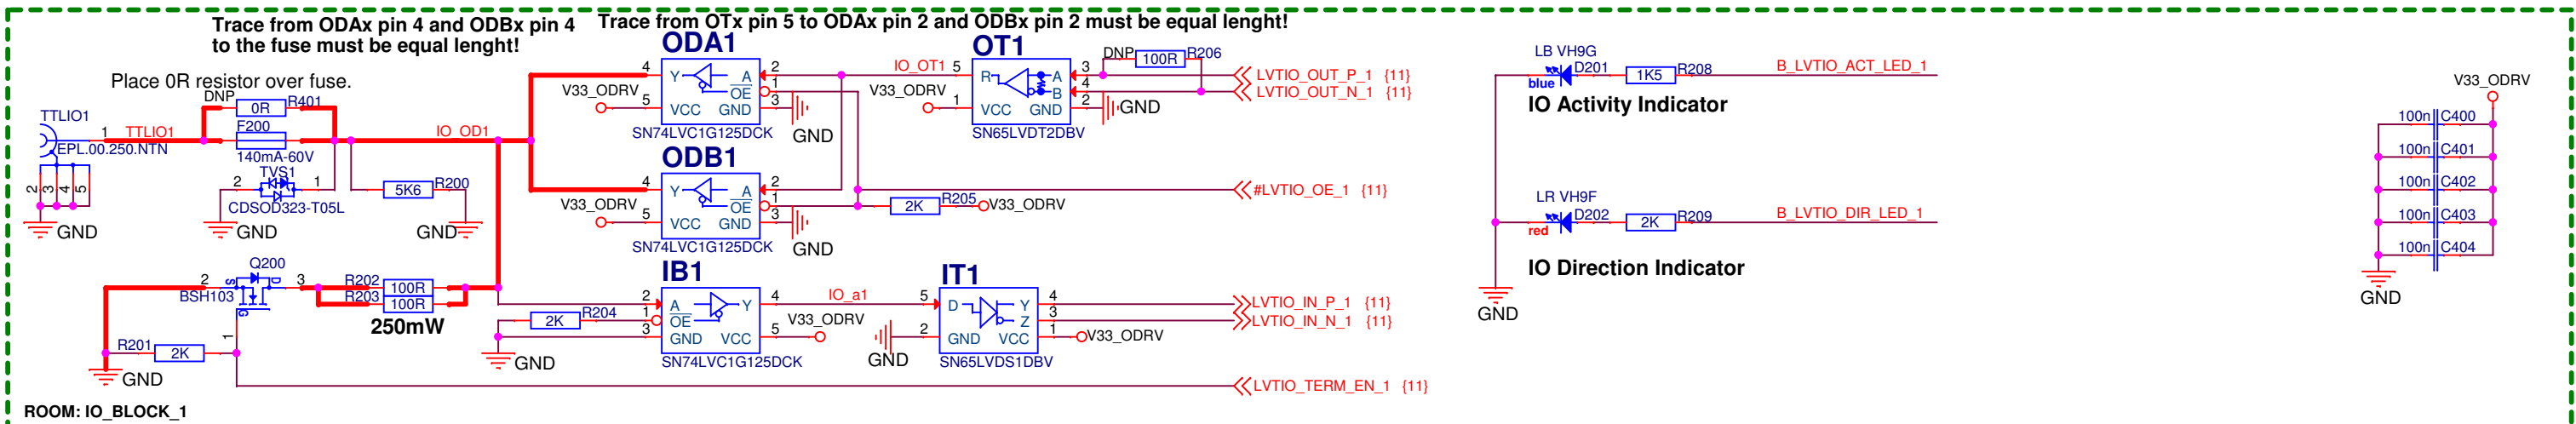 Trace from ODAx pin 4 and ODBx pin 4
to the fuse must be equal lenght!
Trace from OTx pin 5 to ODAx pin 2 and ODBx pin 2 must be equal lenght!
Place 0R resistor over fuse.
DNP
0R
R401
TTLIO1
1
TTLIO1
F200
EPL.00.250.NTN
140mA-60V
2
3
4
5
GND
TVS1
2
1
CDSOD323-T05L
GND
5K6
R200
GND
IO_OD1
ODA1
4
Y
A
2
OE
1
V33_ODRV
5
VCC
GND
3
SN74LVC1G125DCK
GND
ODB1
4
Y
A
2
OE
1
V33_ODRV
5
VCC
GND
3
SN74LVC1G125DCK
GND
IO_OT1
OT1
5
R
A
3
B
4
V33_ODRV
1
VCC
GND
2
GND
SN65LVDT2DBV
DNP
100R
R206
LVTIO_OUT_P_1 {11}
LVTIO_OUT_N_1 {11}
#LVTIO_OE_1 {11}
2K
R205
V33_ODRV
Q200
2
S
D
3
BSH103
G
1
R202
100R
R203
100R
250mW
R201
2K
GND
IB1
2
A
Y
4
1
OE
3
GND
VCC
5
V33_ODRV
SN74LVC1G125DCK
2K
R204
GND
IO_a1
IT1
5
D
Y
4
Z
3
2
GND
VCC
1
V33_ODRV
GND
SN65LVDS1DBV
LVTIO_IN_P_1 {11}
LVTIO_IN_N_1 {11}
LVTIO_TERM_EN_1 {11}
LB VH9G
D201
blue
1K5
R208
B_LVTIO_ACT_LED_1
IO Activity Indicator
LR VH9F
D202
red
2K
R209
B_LVTIO_DIR_LED_1
IO Direction Indicator
GND
V33_ODRV
100n
C400
100n
C401
100n
C402
100n
C403
100n
C404
GND
ROOM: IO_BLOCK_1